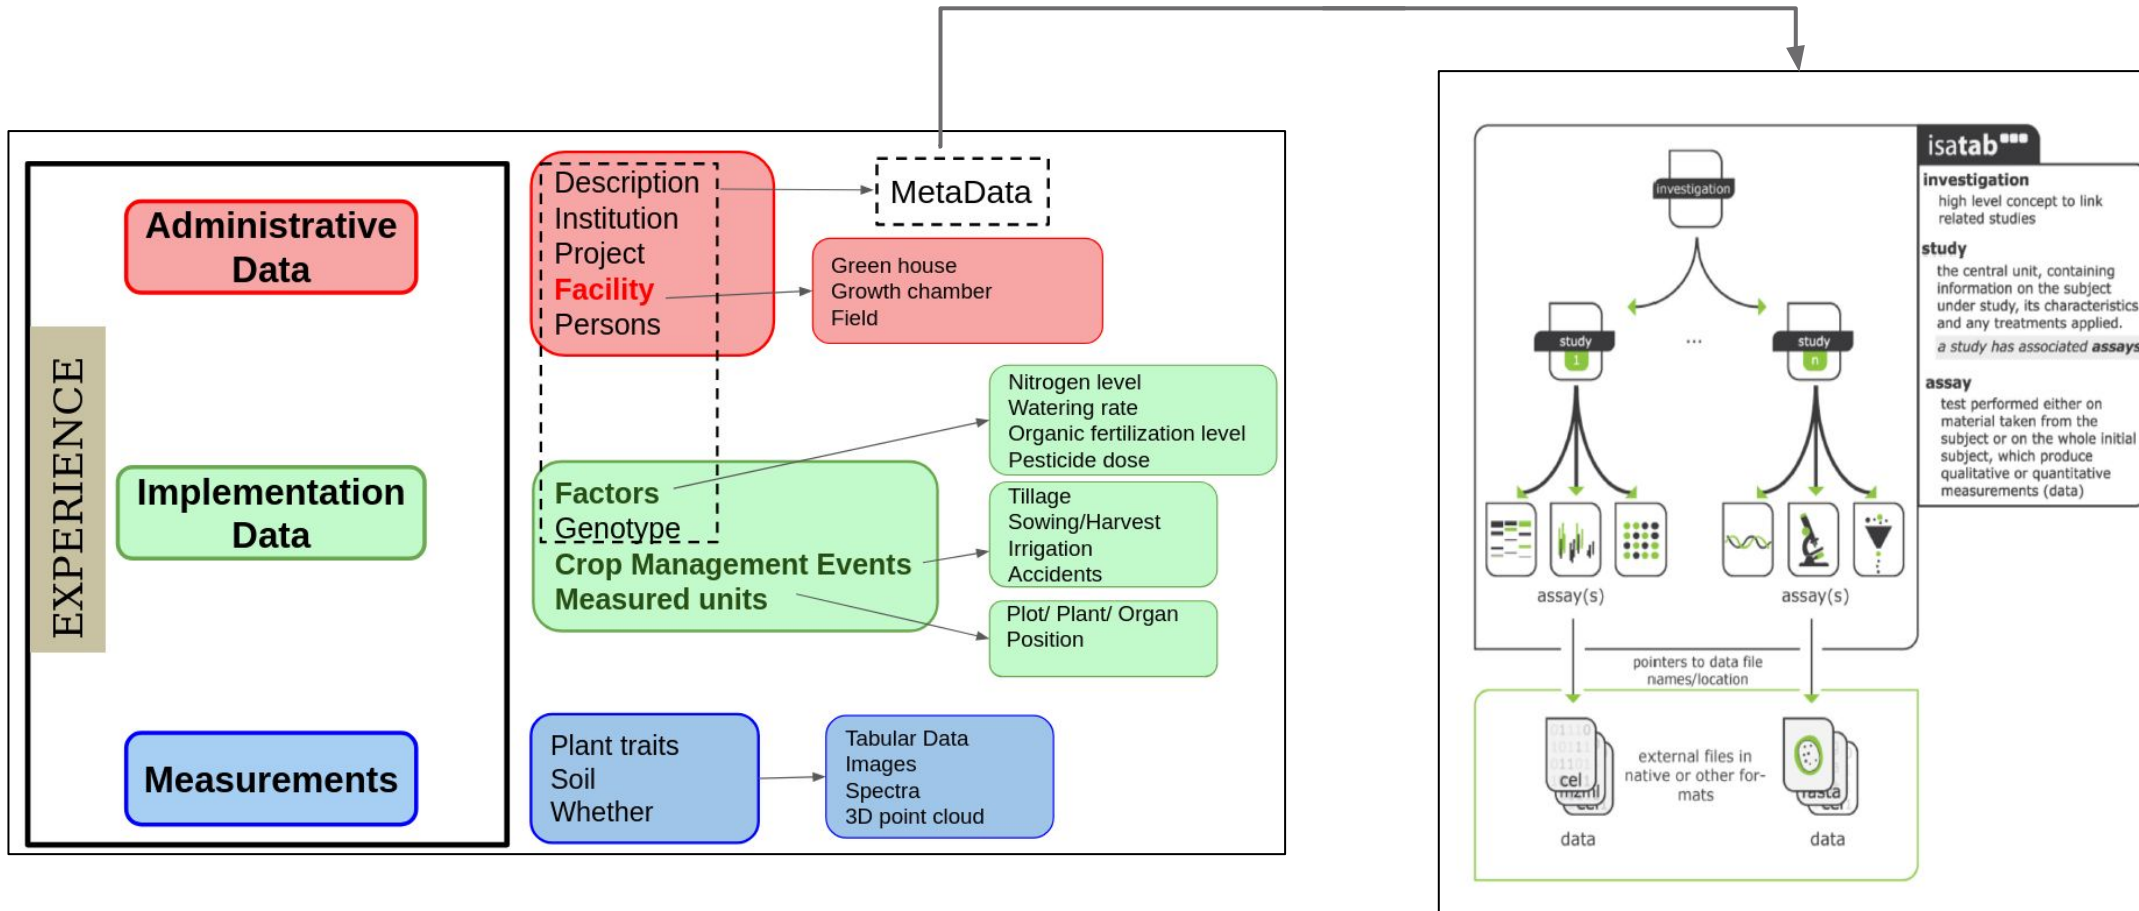 EXPERIENCE
Administrative
Data
Implementation
Data
Measurements
Description
Institution
Project
Facility
Persons
MetaData
Green house
Growth chamber
Field
Factors
Genotype
Crop Management Events
Measured units
Nitrogen level
Watering rate
Organic fertilization level
Pesticide dose
Tillage
Sowing/Harvest
Irrigation
Accidents
Plot/ Plant/ Organ
Position
Plant traits
Soil
Whether
Tabular Data
Images
Spectra
3D point cloud
investigation
study
1
...
study
n
assay(s)
assay(s)
pointers to data file
names/location
cel
mzml
cel
external files in
native or other for-
mats
fasta
cel
data
data
isatab
investigation
high level concept to link
related studies
study
the central unit, containing
information on the subject
under study, its characteristics
and any treatments applied.
a study has associated assays
assay
test performed either on
material taken from the
subject or on the whole initial
subject, which produce
qualitative or quantitative
measurements (data)